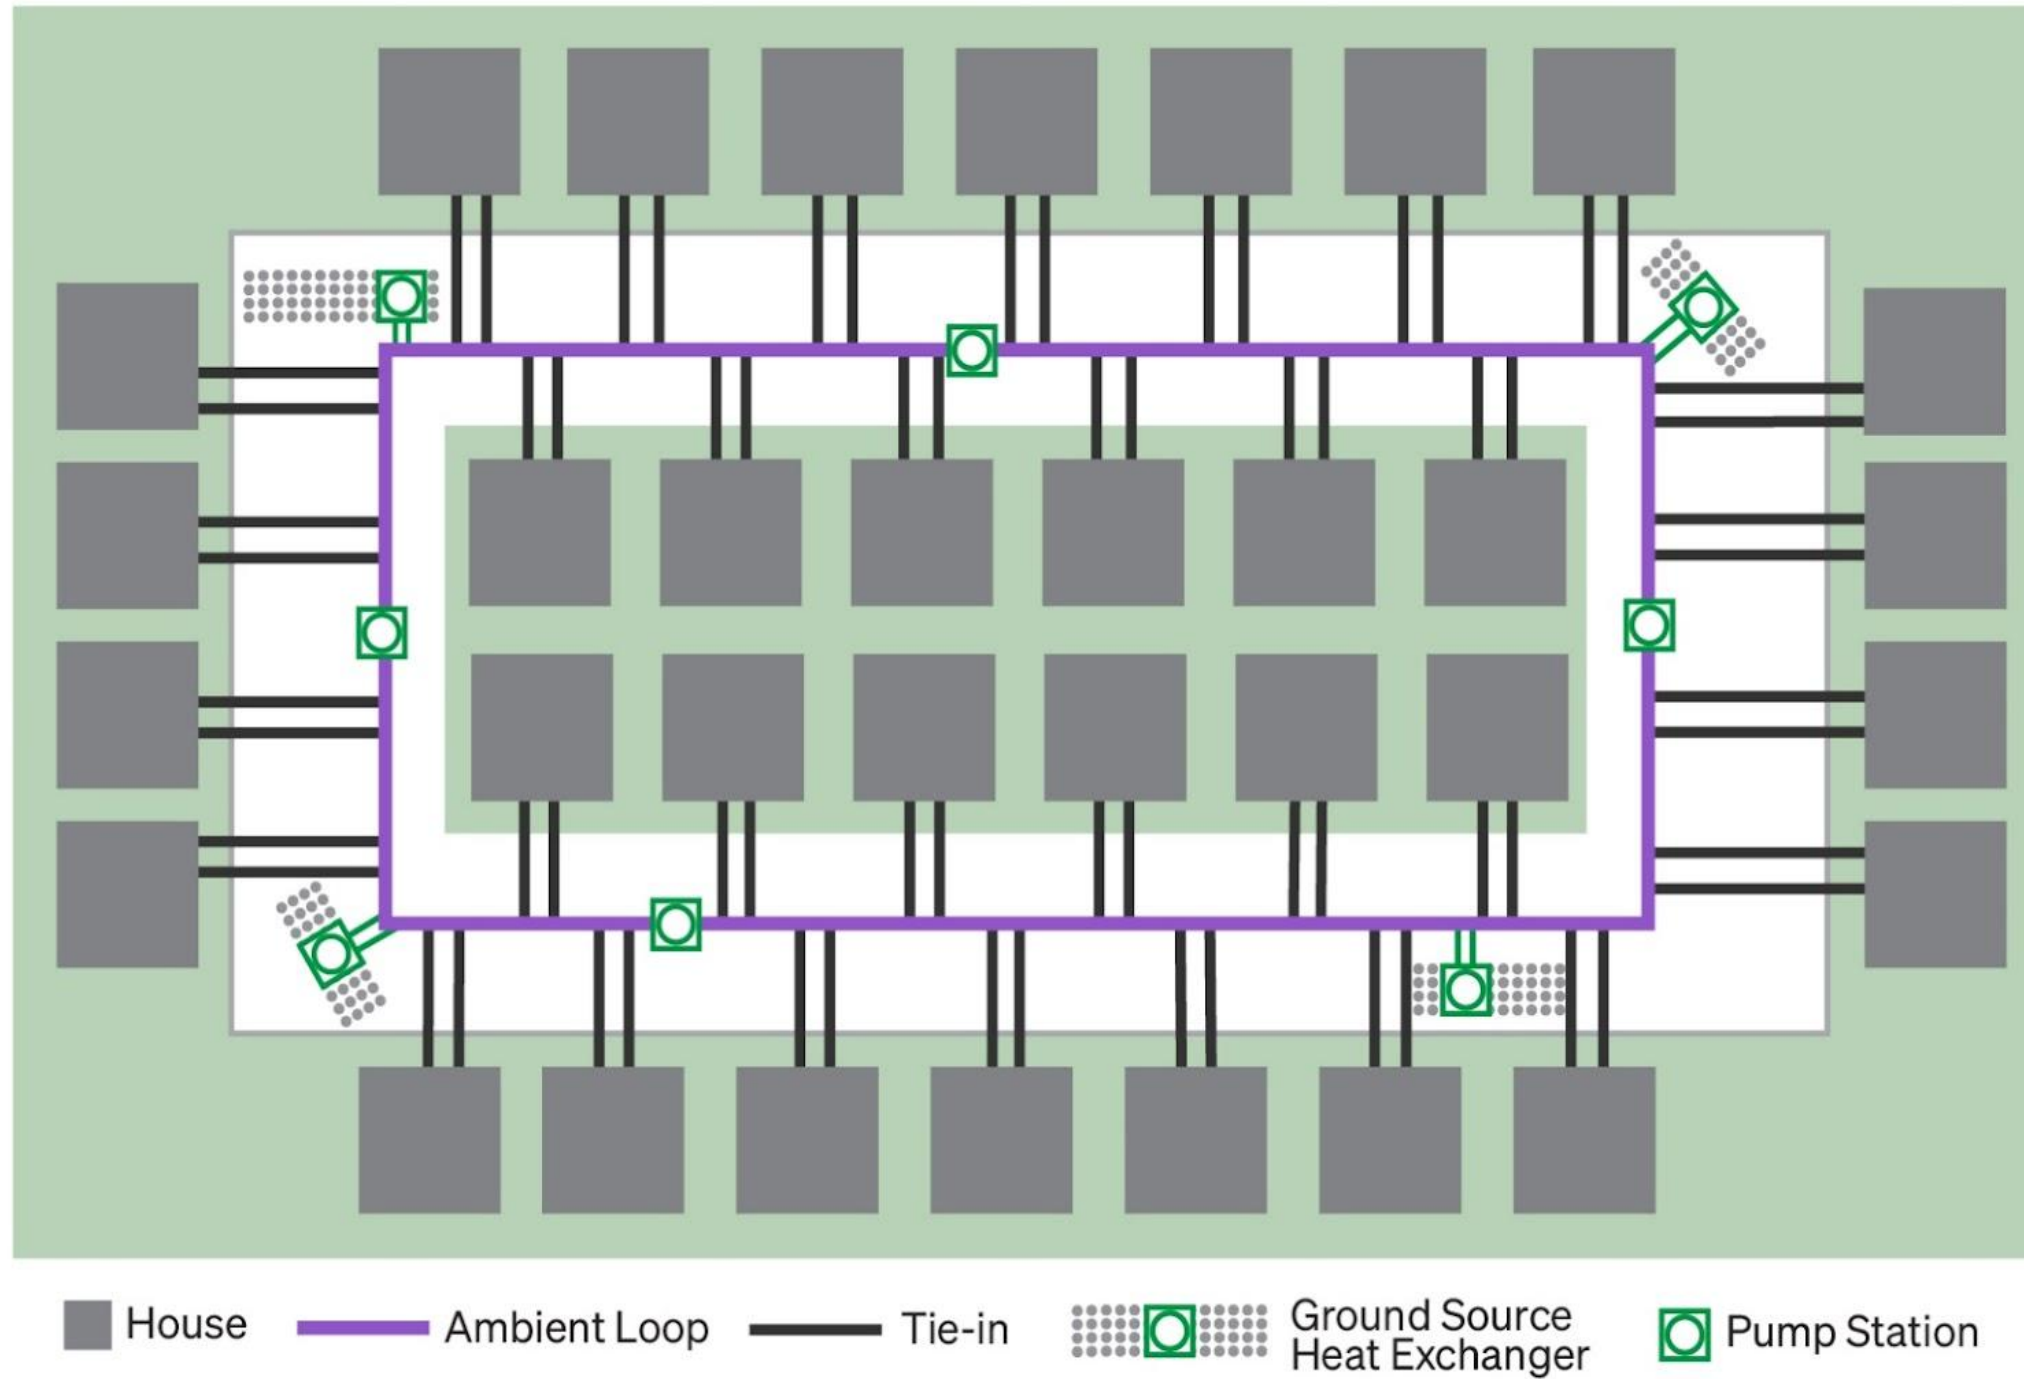 House
Ambient Loop
Tie-in
Ground Source
Heat Exchanger
Pump Station